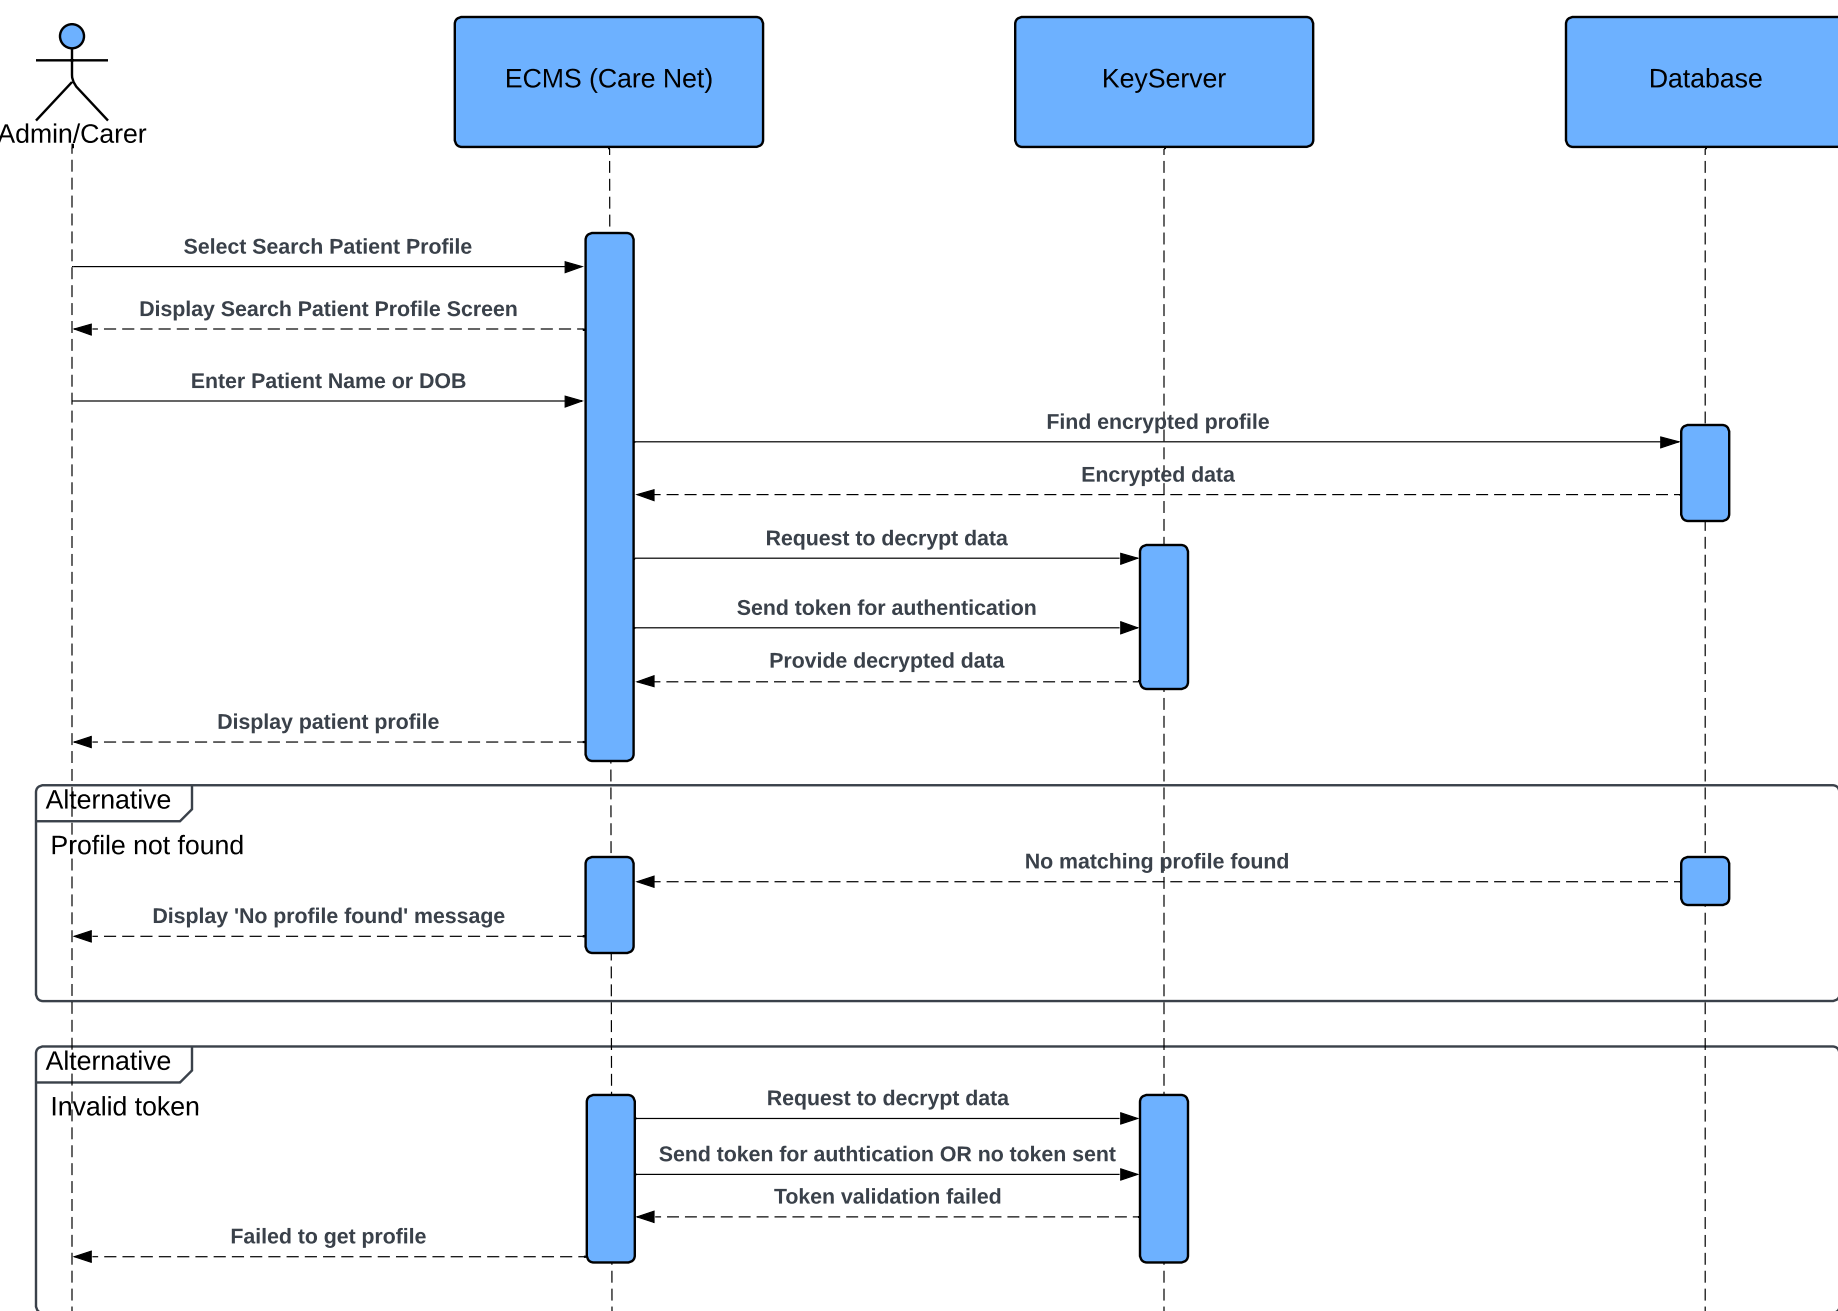 Admin/Carer
ECMS (Care Net)
KeyServer
Database
Select Search Patient Profile
Display Search Patient Profile Screen
Enter Patient Name or DOB
Find encrypted profile
Encrypted data
Request to decrypt data
Send token for authentication
Provide decrypted data
Display patient profile
Alternative
Profile not found
No matching profile found
Display 'No profile found' message
Alternative
Invalid token
Request to decrypt data
Send token for authtication OR no token sent
Token validation failed
Failed to get profile